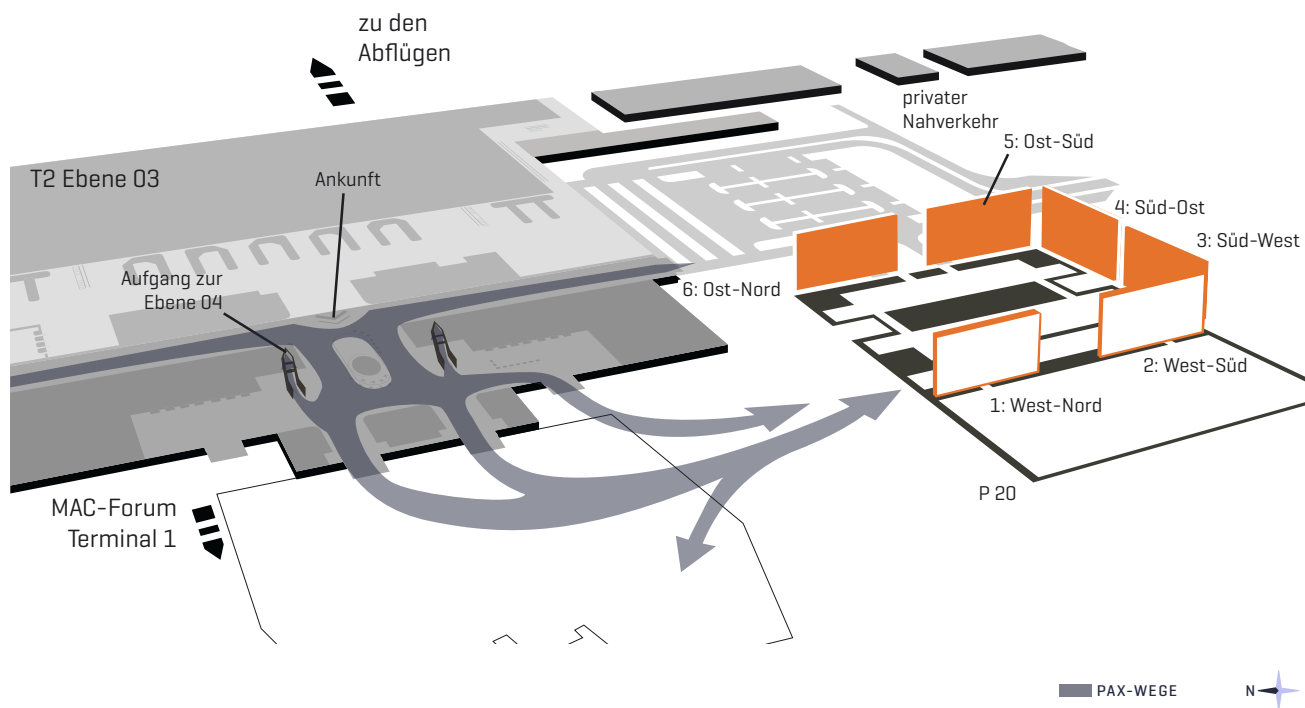 zu den
Abflügen
privater
Nahverkehr
5: Ost-Süd
T2 Ebene 03
Ankunft
4: Süd-Ost
3: Süd-West
Aufgang zur
Ebene 04
6: Ost-Nord
2: West-Süd
1: West-Nord
P 20
MAC-Forum
Terminal 1
PAX-WEGE
N